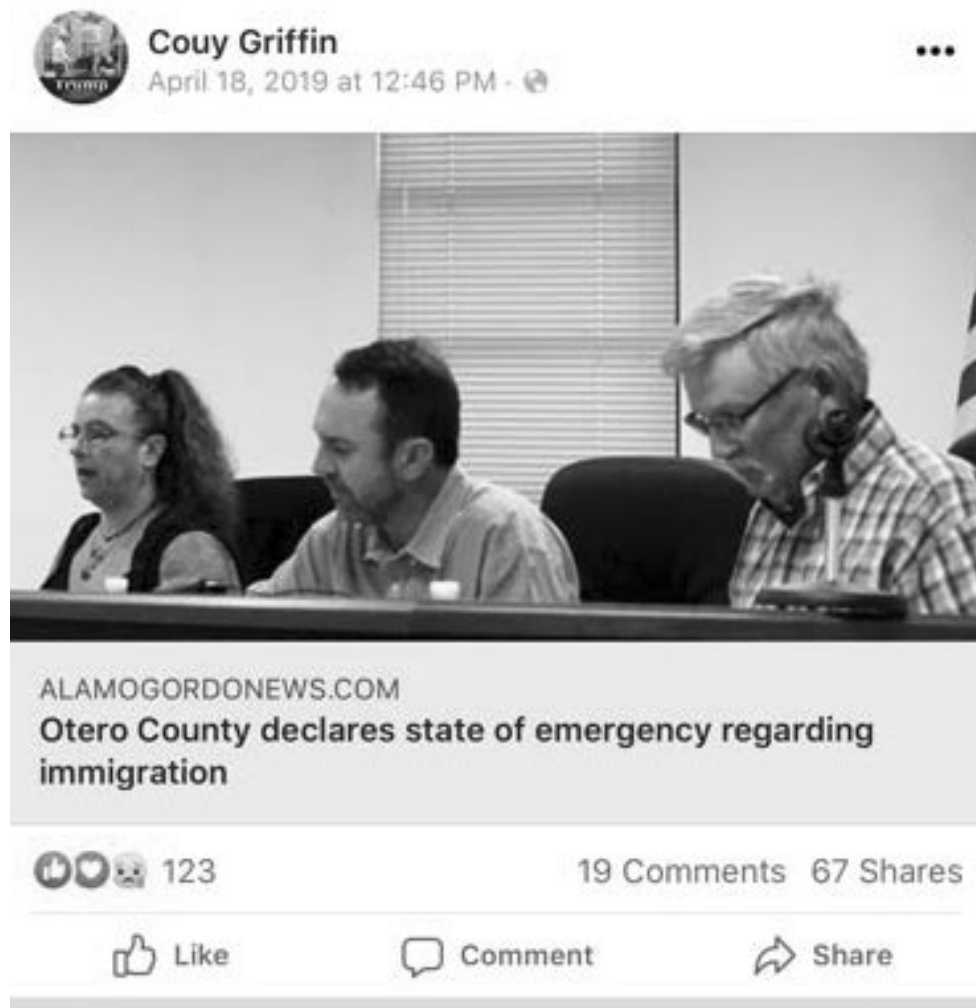 Couy Griffin
April 18, 2019 at 12:46 PM ·
Trump
ALAMOGORDONEWS.COM
Otero County declares state of emergency regarding
immigration
123
19 Comments 67 Shares
Like
Comment
Share